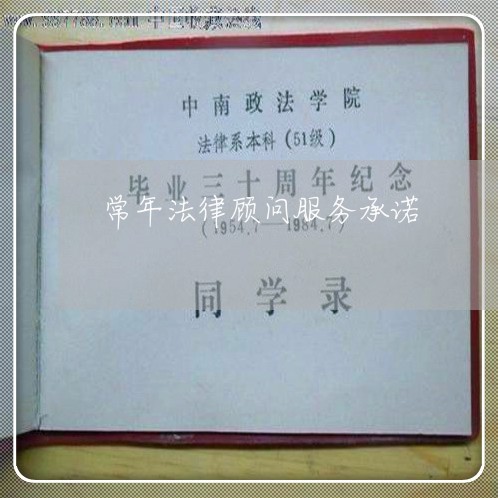 中南政法学院
法律系本科(51级)
毕业三十周年纪念
常年法律顾问服务承诺
(1954.7—1984.7)
同学录